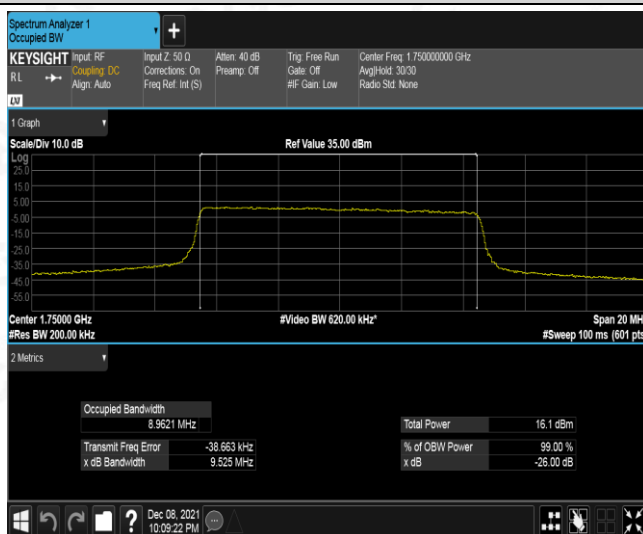 Spectrum Analyzer 1
Occupied BW
+
KEYSIGHT
RL
LXI
Input: RF
Coupling: DC
Align: Auto
Input Z: 50 Ω
Corrections: On
Freq Ref: Int (S)
Atten: 40 dB
Preamp: Off
Trig: Free Run
Gate: Off
#IF Gain: Low
Center Freq: 1.750000000 GHz
Avg|Hold: 30/30
Radio Std: None
1 Graph
Scale/Div 10.0 dB
Ref Value 35.00 dBm
Log
25.0
15.0
5.00
-5.00
-15.0
-25.0
-35.0
-45.0
-55.0
Center 1.75000 GHz
#Video BW 620.00 kHz*
Span 20 MH
#Res BW 200.00 kHz
#Sweep 100 ms (601 pts
2 Metrics
Occupied Bandwidth
8.9621 MHz
Total Power 16.1 dBm
Transmit Freq Error -38.663 kHz
% of OBW Power 99.00 %
x dB Bandwidth 9.525 MHz
x dB -26.00 dB
?
Dec 08, 2021
10:09:22 PM